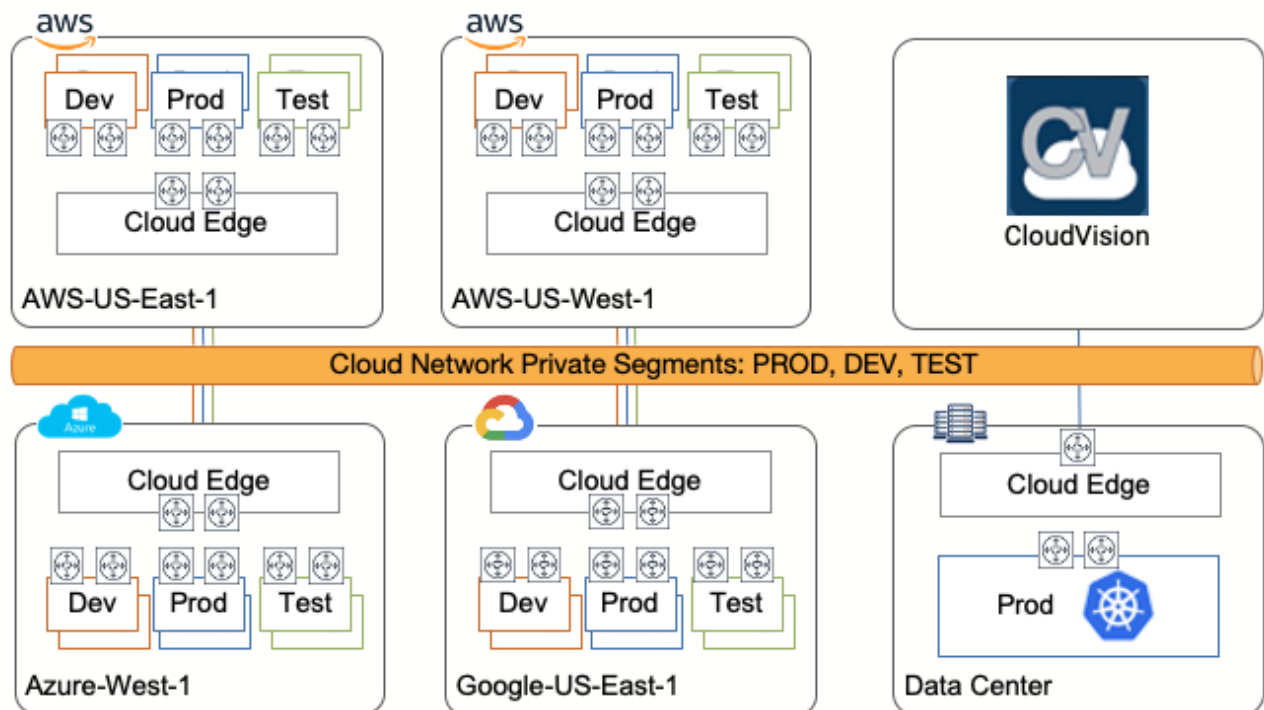 aws
aws
Dev
Prod
Test
Dev
Prod
Test
CV
CloudVision
Cloud Edge
Cloud Edge
AWS-US-East-1
AWS-US-West-1
Cloud Network Private Segments: PROD, DEV, TEST
Azure
Cloud Edge
Cloud Edge
Cloud Edge
Dev
Prod
Test
Dev
Prod
Test
Prod
Azure-West-1
Google-US-East-1
Data Center